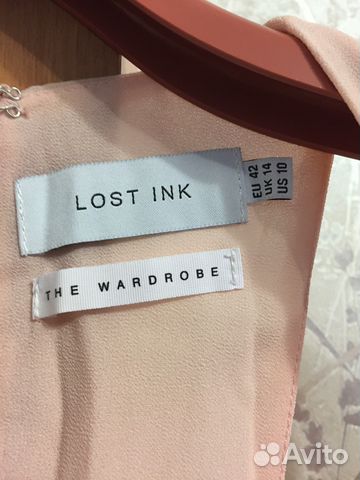 LOST INK
EU 42
UK 14
US 10
THE WARDROBE
Avito